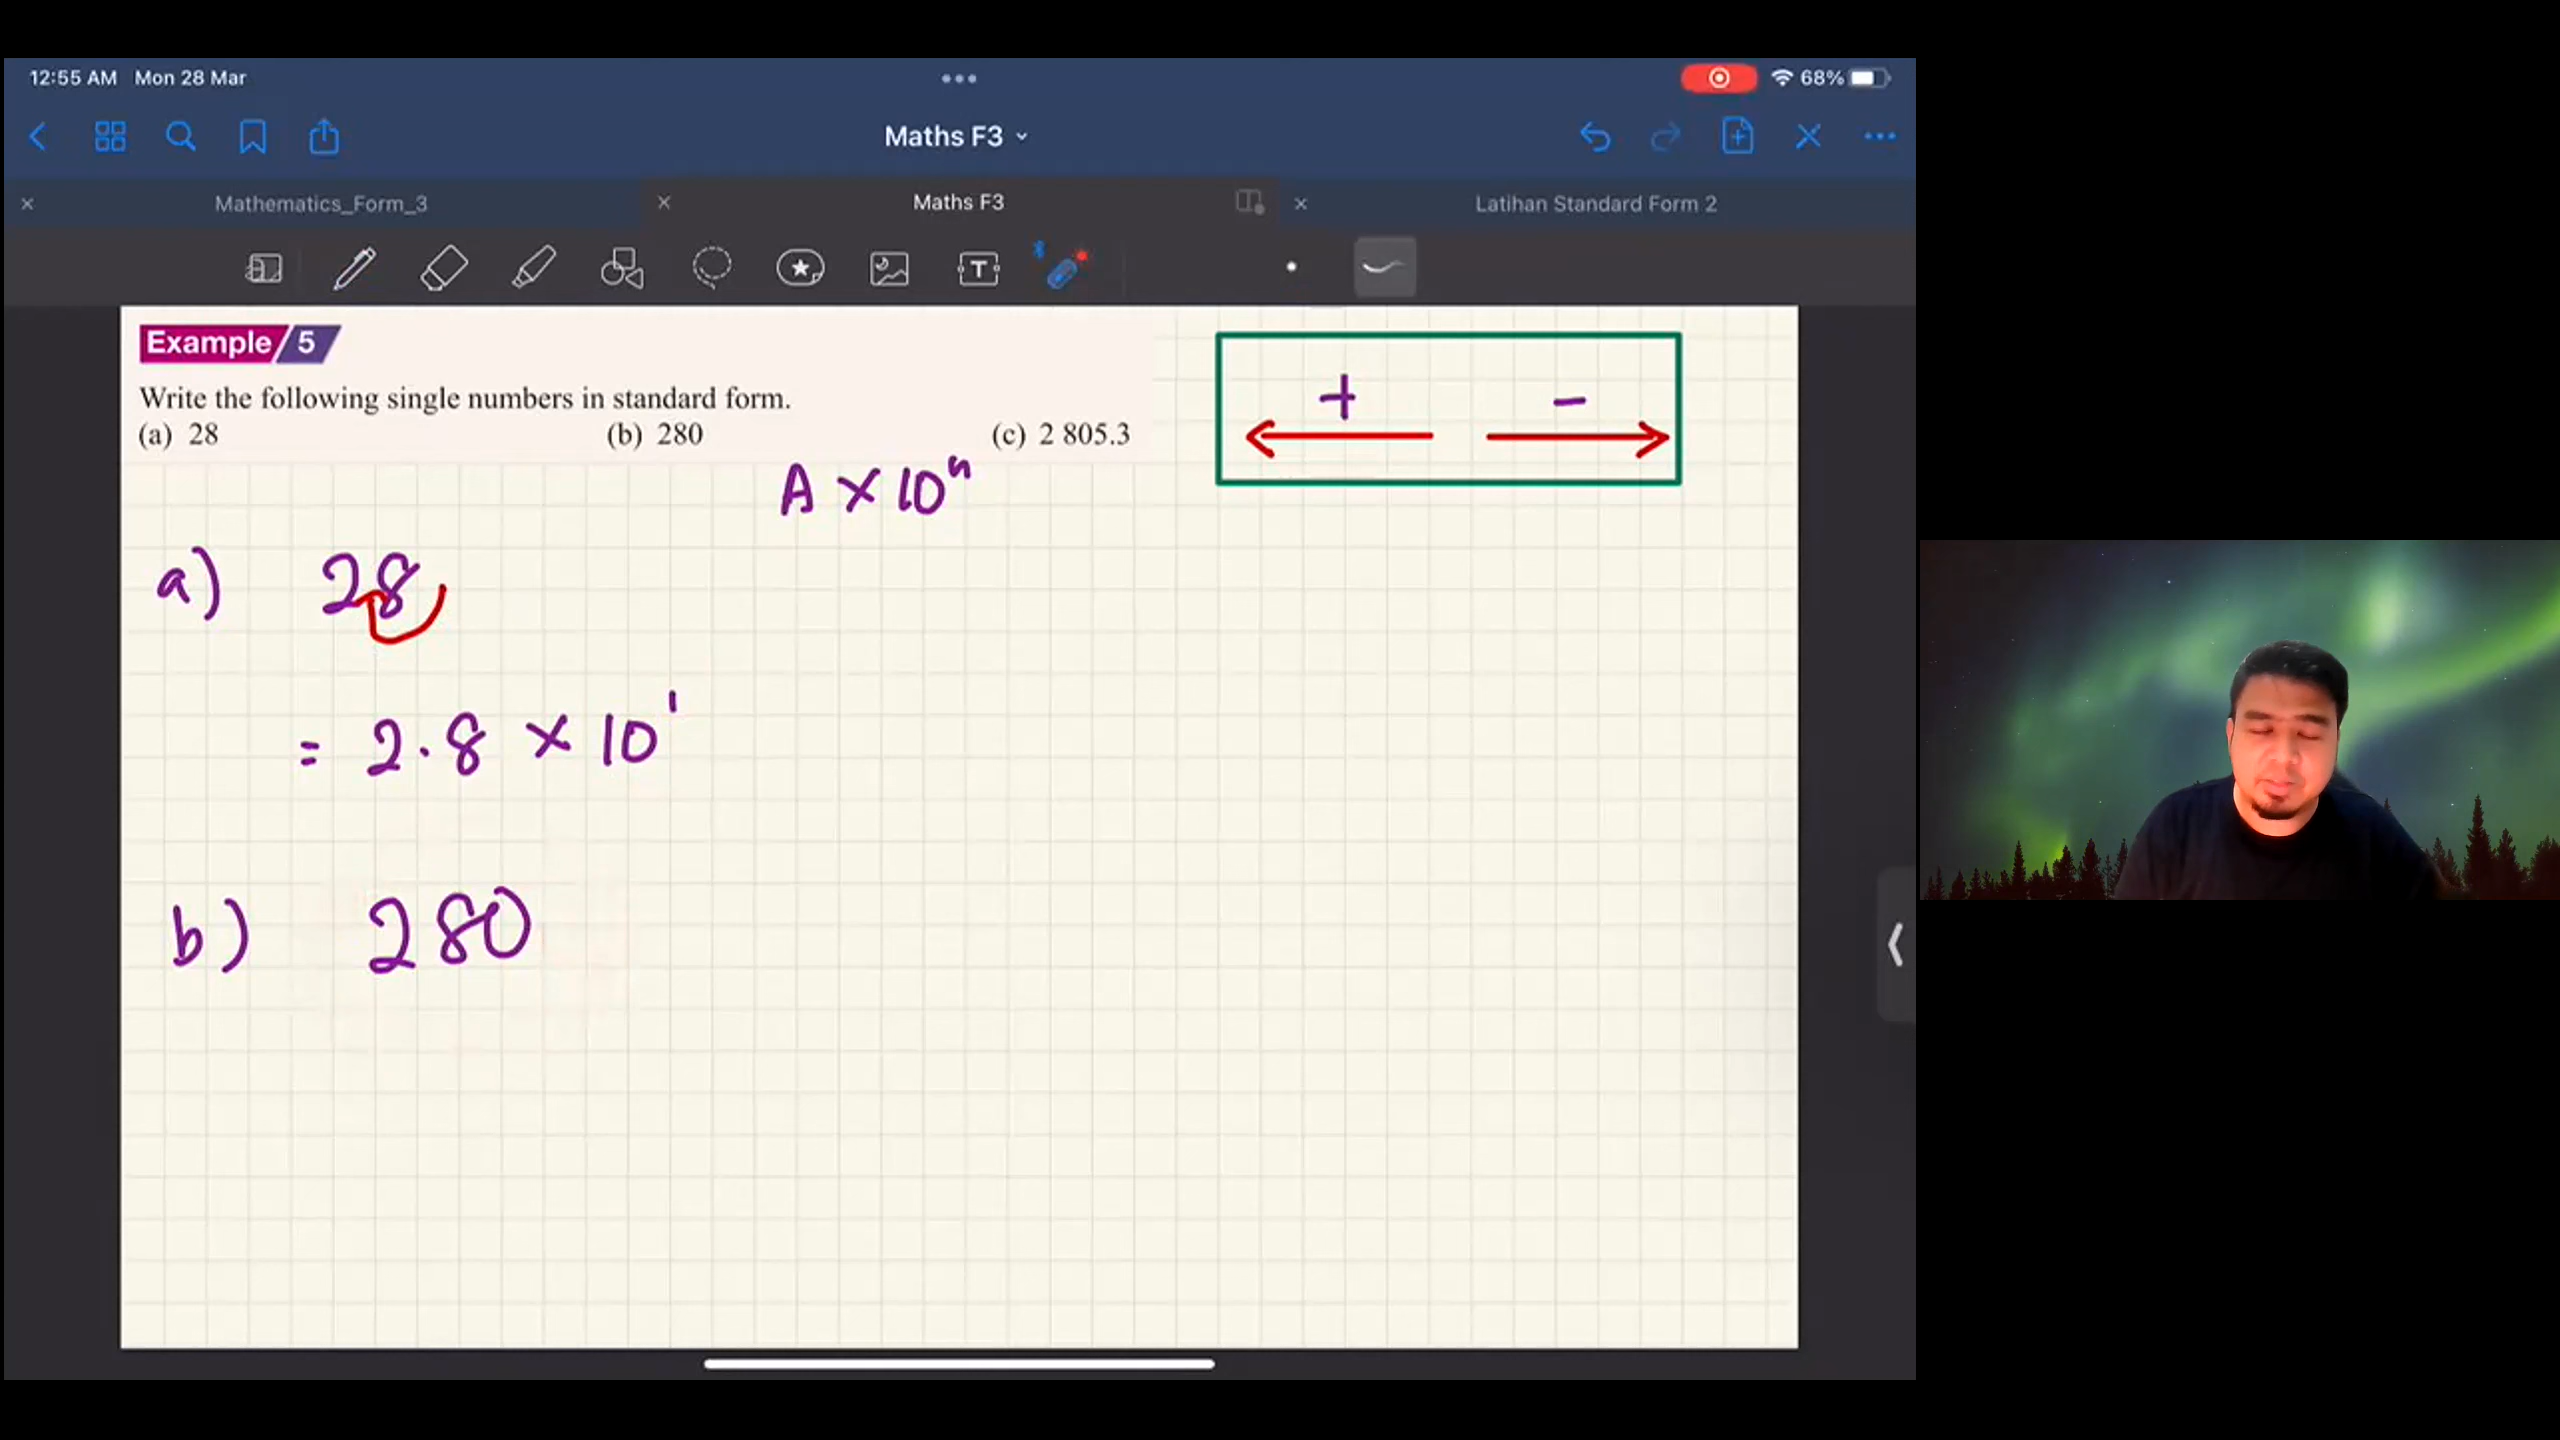 12:55 AM Mon 28 Mar 68%
Maths F3
Mathematics_Form_3 Maths F3 Latihan Standard Form 2
Example 5
Write the following single numbers in standard form.
(a) 28 (b) 280 (c) 2 805.3
+ -
A × 10ⁿ
a) 28
= 2.8 × 10¹
b) 280